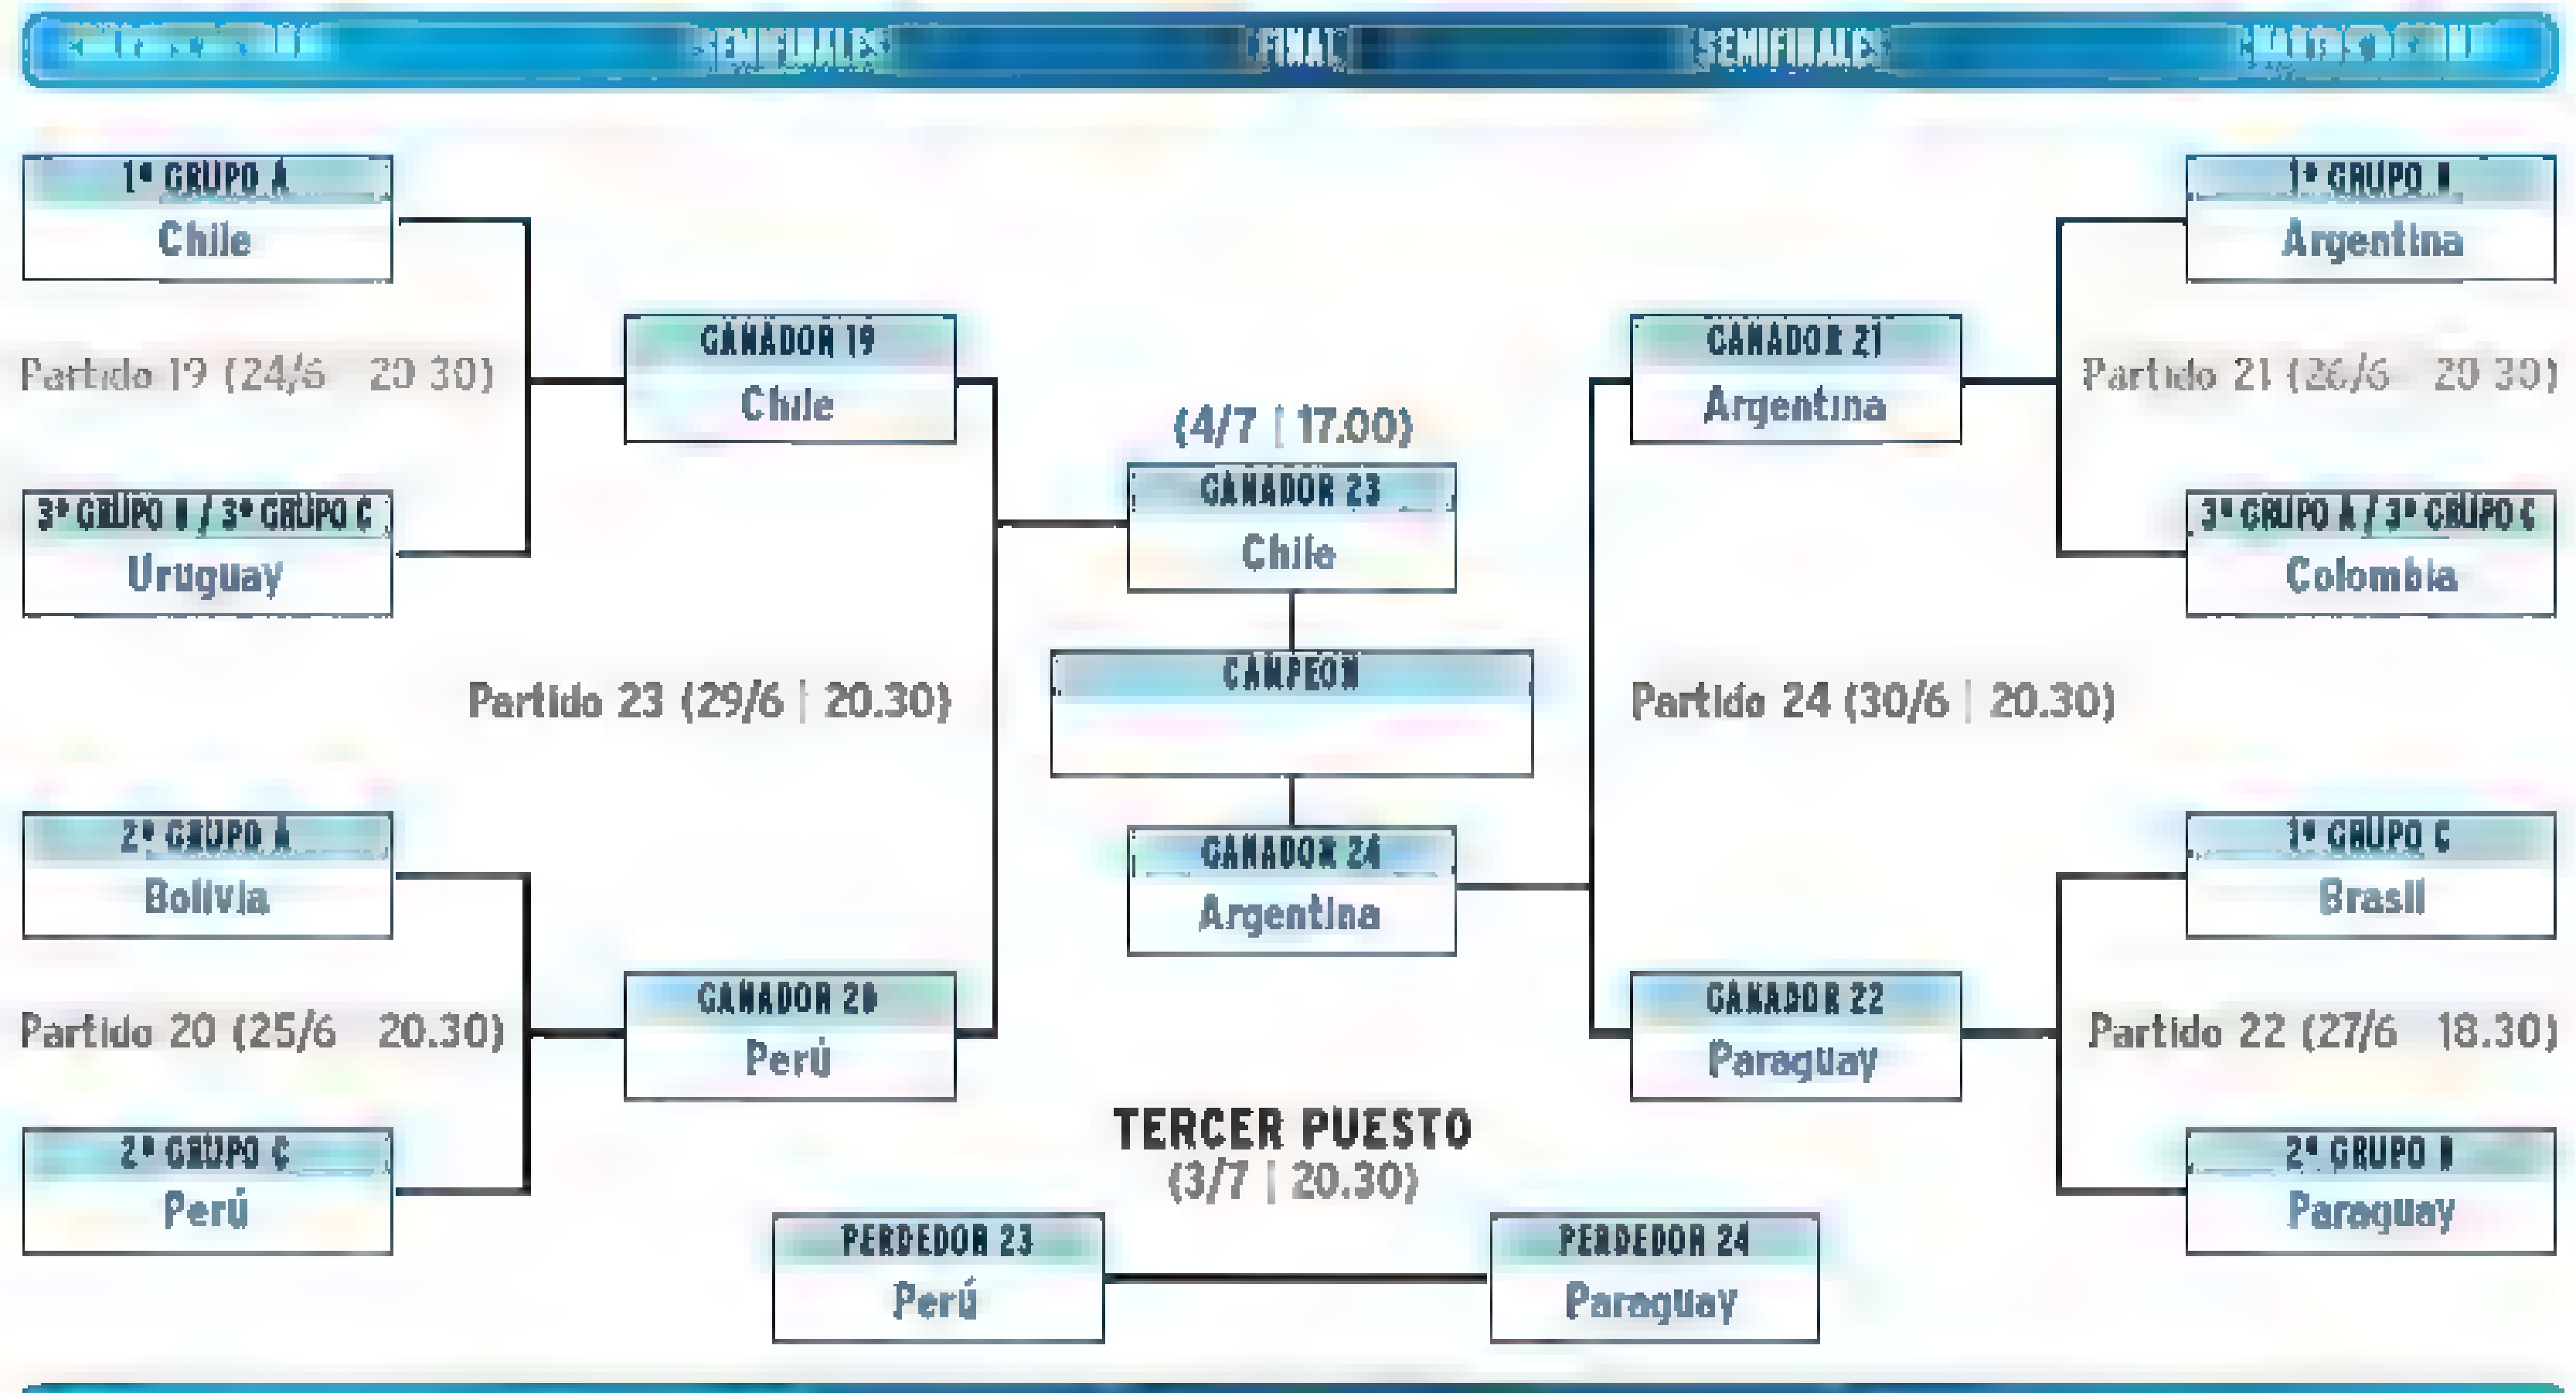 SEMIFINALES FINAL SEMIFINALES
1º GRUPO A
Chile
Partido 19 (24/6 20 30)
3º GRUPO B / 3º GRUPO C
Uruguay
GANADOR 19
Chile
Partido 23 (29/6 | 20.30)
2º GRUPO A
Bolivia
Partido 20 (25/6 20.30)
2º GRUPO C
Perú
GANADOR 20
Perú
(4/7 | 17.00)
GANADOR 23
Chile
CAMPEON
GANADOR 24
Argentina
GANADOR 21
Argentina
Partido 24 (30/6 | 20.30)
GANADOR 22
Paraguay
1º GRUPO B
Argentina
Partido 21 (26/6 20 30)
3º GRUPO A / 3º GRUPO C
Colombia
1º GRUPO C
Brasil
Partido 22 (27/6 18.30)
2º GRUPO B
Paraguay
TERCER PUESTO
(3/7 | 20.30)
PERDEDOR 23
Perú
PERDEDOR 24
Paraguay